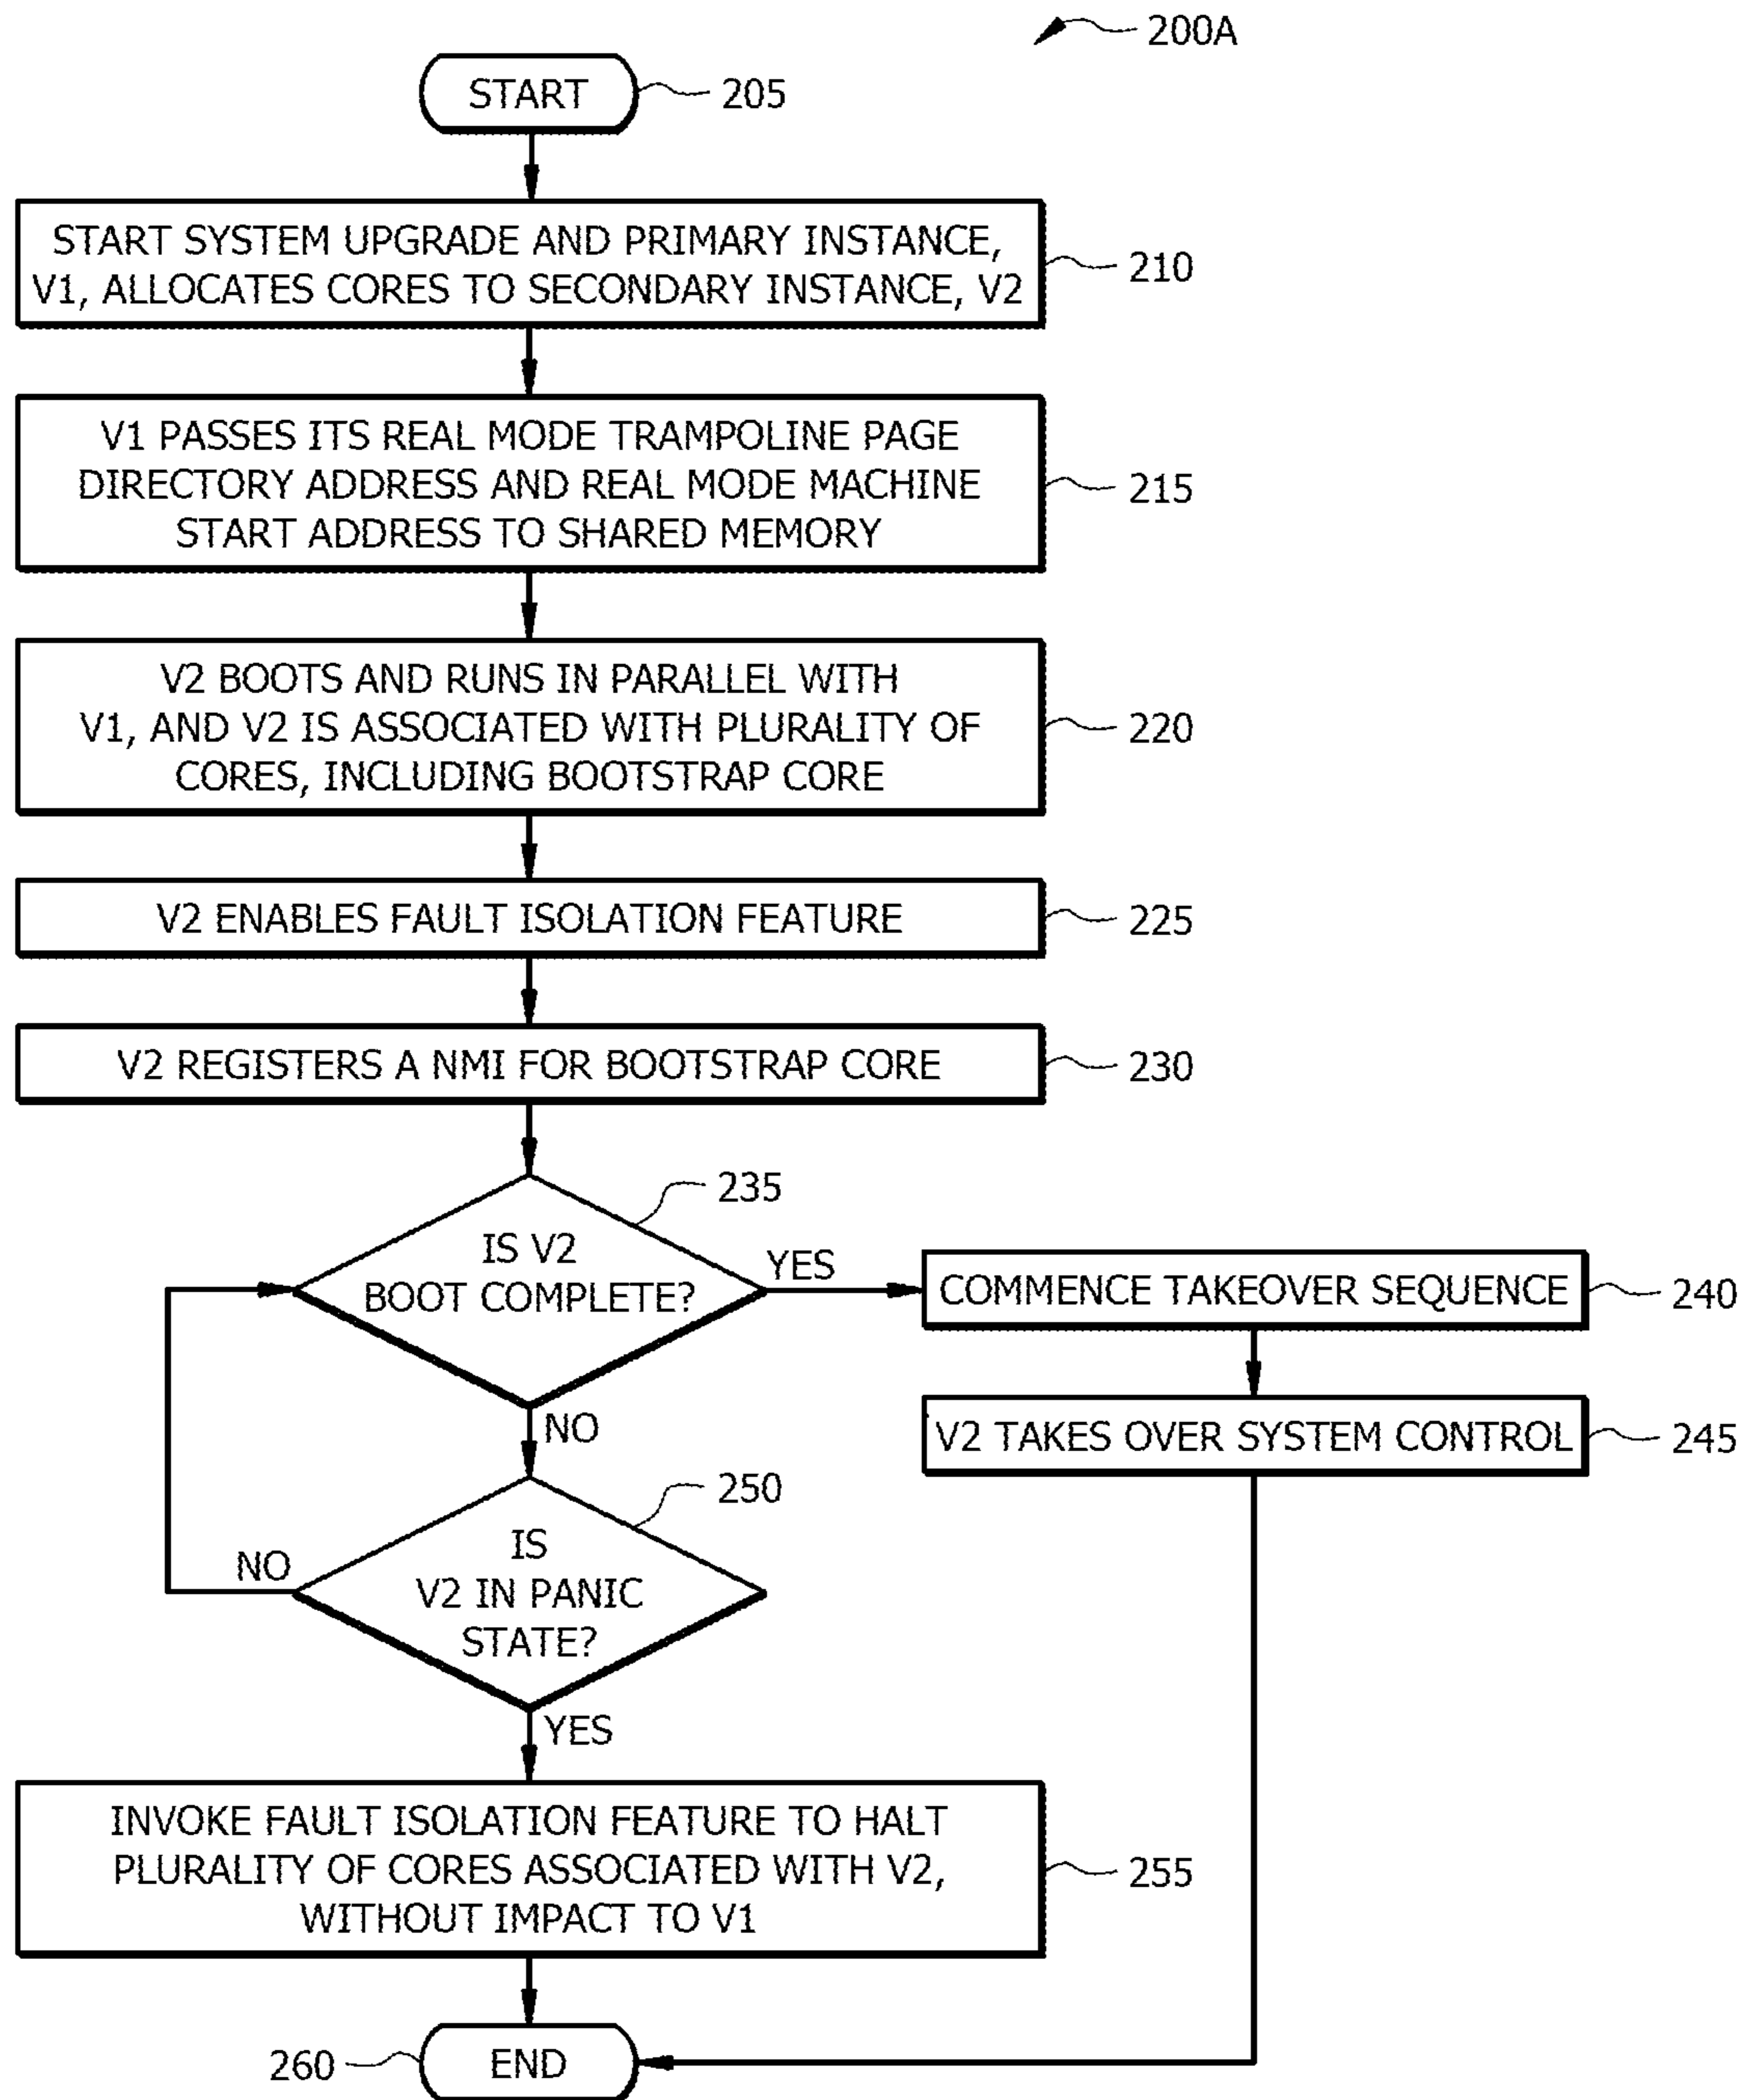 200A
START
205
START SYSTEM UPGRADE AND PRIMARY INSTANCE,
V1, ALLOCATES CORES TO SECONDARY INSTANCE, V2
210
V1 PASSES ITS REAL MODE TRAMPOLINE PAGE
DIRECTORY ADDRESS AND REAL MODE MACHINE
START ADDRESS TO SHARED MEMORY
215
V2 BOOTS AND RUNS IN PARALLEL WITH
V1, AND V2 IS ASSOCIATED WITH PLURALITY OF
CORES, INCLUDING BOOTSTRAP CORE
220
V2 ENABLES FAULT ISOLATION FEATURE
225
V2 REGISTERS A NMI FOR BOOTSTRAP CORE
230
235
IS V2
BOOT COMPLETE?
YES
COMMENCE TAKEOVER SEQUENCE
240
NO
V2 TAKES OVER SYSTEM CONTROL
245
250
IS
V2 IN PANIC
STATE?
NO
YES
INVOKE FAULT ISOLATION FEATURE TO HALT
PLURALITY OF CORES ASSOCIATED WITH V2,
WITHOUT IMPACT TO V1
255
260
END